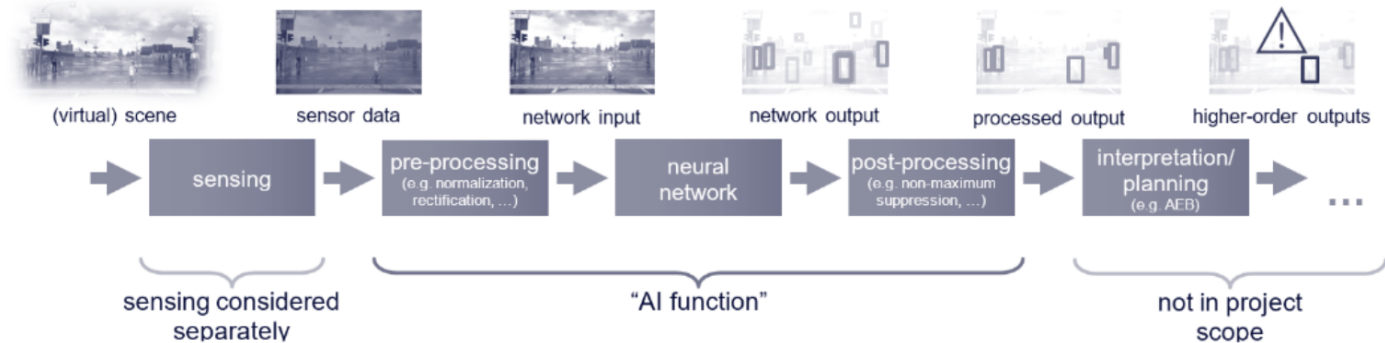 (virtual) scene
sensor data
network input
network output
processed output
higher-order outputs
sensing
pre-processing
(e.g. normalization,
rectification, ...)
neural
network
post-processing
(e.g. non-maximum
suppression, ...)
interpretation/
planning
(e.g. AEB)
...
sensing considered
separately
"AI function"
not in project
scope